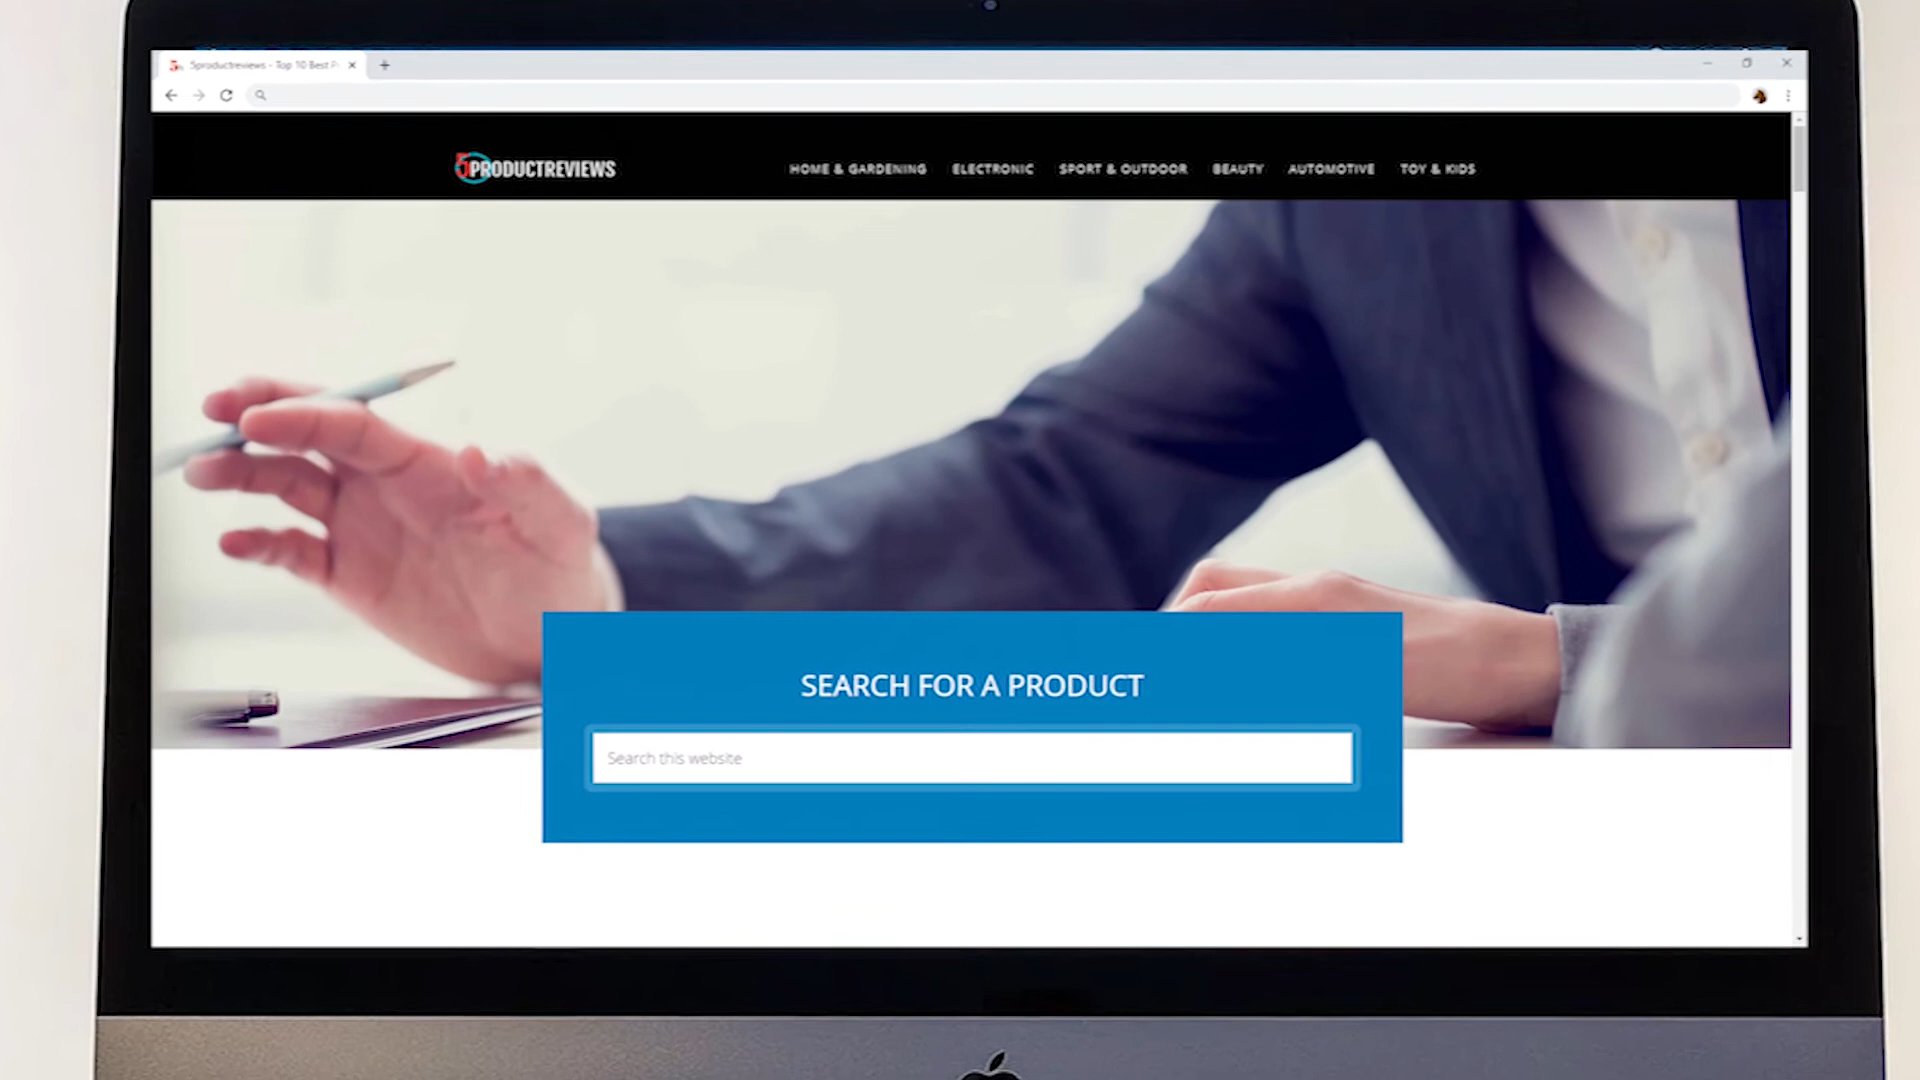 5productreviews - Top 10 Best P
5PRODUCTREVIEWS
HOME & GARDENING ELECTRONIC SPORT & OUTDOOR BEAUTY AUTOMOTIVE TOY & KIDS
SEARCH FOR A PRODUCT
Search this website